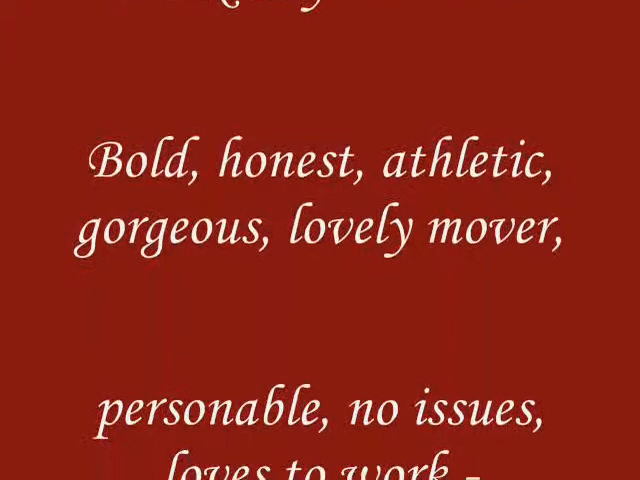 Bold, honest, athletic,
gorgeous, lovely mover,
personable, no issues,
loves to work -